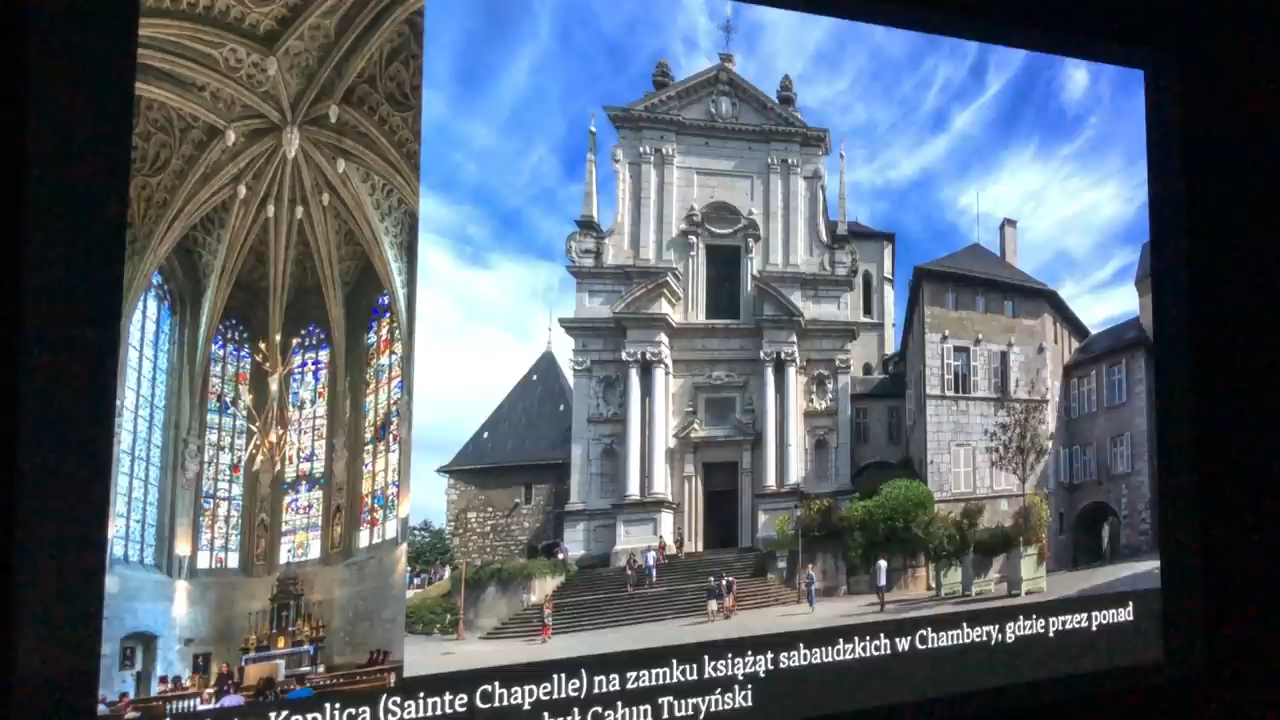 Kaplica (Sainte Chapelle) na zamku książąt sabaudzkich w Chambery, gdzie przez ponad
był Całun Turyński